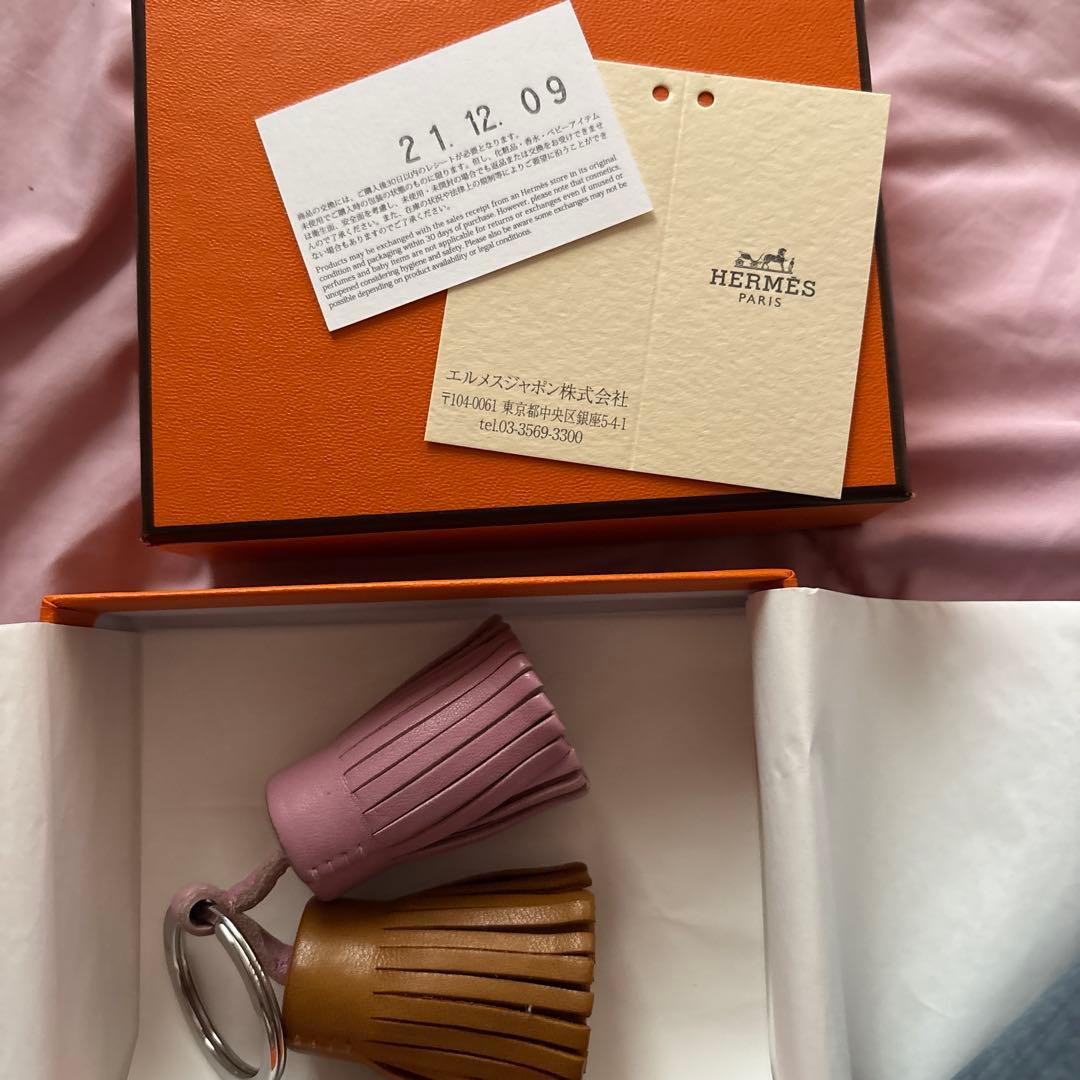 21. 12. 09
商品の交換には、ご購入後30日以内のレシートが必要となります。
未使用でご購入時の包装の状態のものに限ります。但し、化粧品・香水・ベビーアイテム
は衛生面、安全面を考慮し、未使用・未開封の場合でも返品または交換をお受けできませ
んのでご了承ください。また、在庫の状況や法律上の規制等によりご要望に沿うことができ
ない場合もありますのでご了承ください。
Products may be exchanged with the sales receipt from an Hermès store in its original
condition and packaging within 30 days of purchase. However, please note that cosmetics,
perfumes and baby items are not applicable for returns or exchanges even if unused or
unopened considering hygiene and safety. Please also be aware some exchanges may not be
possible depending on product availability or legal conditions.
HERMÈS
PARIS
エルメスジャポン株式会社
〒104-0061 東京都中央区銀座5-4-1
tel.03-3569-3300